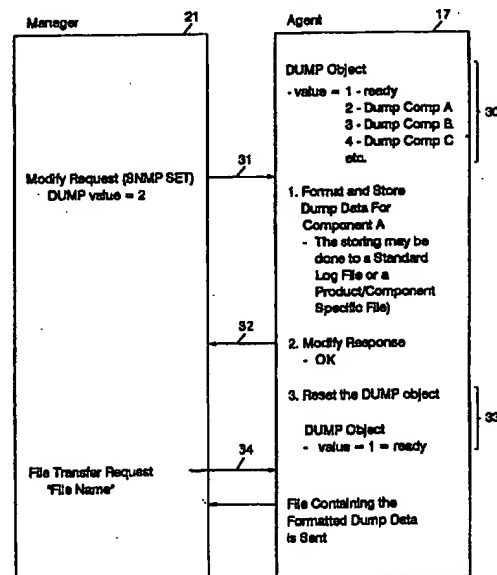 Manager
21
Agent
17
DUMP Object
- value = 1 - ready
2 - Dump Comp A
3 - Dump Comp B
4 - Dump Comp C
etc.
30
31
Modify Request (SNMP SET)
DUMP value = 2
1. Format and Store
Dump Data For
Component A
- The storing may be
done to a Standard
Log File or a
Product/Component
Specific File)
32
2. Modify Response
- OK
3. Reset the DUMP object
33
DUMP Object
- value = 1 = ready
34
File Transfer Request
"File Name"
File Containing the
Formatted Dump Data
is Sent